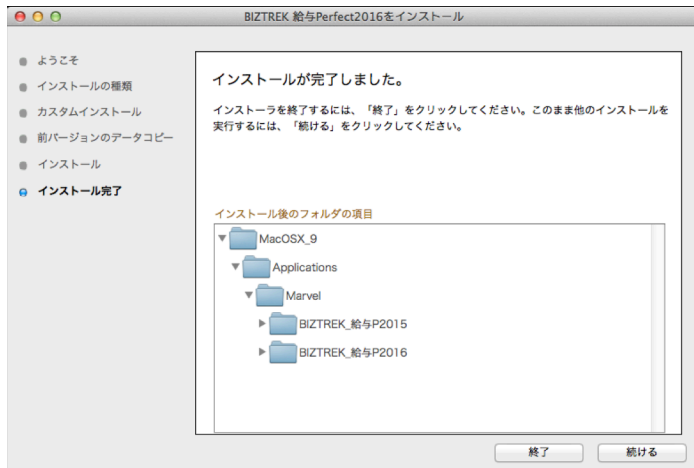 BIZTREK 給与Perfect2016をインストール
ようこそ
インストールの種類
カスタムインストール
前バージョンのデータコピー
インストール
インストール完了
インストールが完了しました。
インストーラを終了するには、「終了」をクリックしてください。このまま他のインストールを
実行するには、「続ける」をクリックしてください。
インストール後のフォルダの項目
MacOSX_9
Applications
Marvel
BIZTREK_給与P2015
BIZTREK_給与P2016
終了
続ける